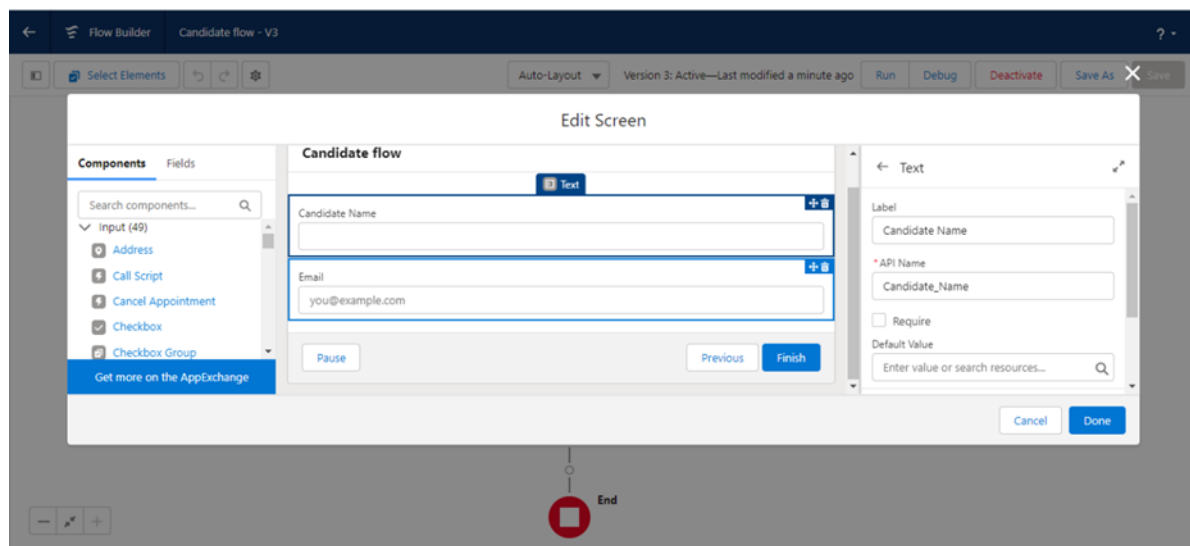 Flow Builder Candidate flow - V3 ?
Select Elements Auto-Layout Version 3: Active—Last modified a minute ago Run Debug Deactivate Save As Save
Edit Screen
Components Fields
Search components...
Input (49)
Address
Call Script
Cancel Appointment
Checkbox
Checkbox Group
Get more on the AppExchange
Candidate flow
Text
Candidate Name
Email
you@example.com
Pause Previous Finish
Text
Label
Candidate Name
*API Name
Candidate_Name
Require
Default Value
Enter value or search resources...
Cancel Done
End